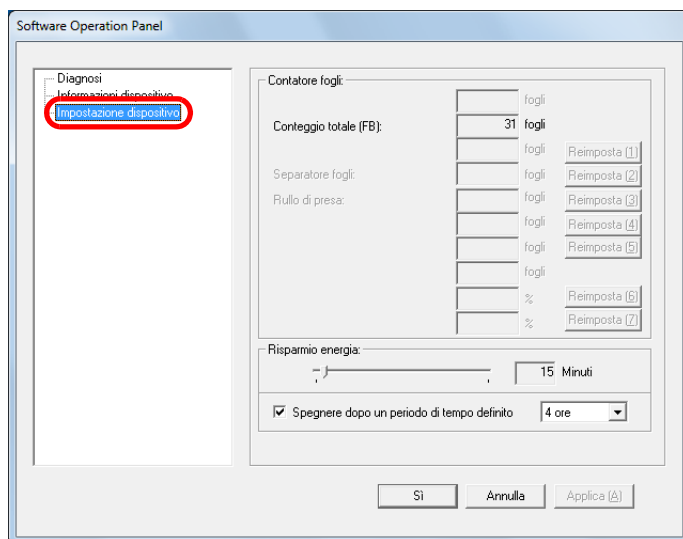 Software Operation Panel
Diagnosi
Informazioni dispositivo
Impostazione dispositivo
Contatore fogli:
fogli
Conteggio totale (FB): 31 fogli
fogli Reimposta (1)
Separatore fogli: fogli Reimposta (2)
Rullo di presa: fogli Reimposta (3)
Reimposta (4)
fogli Reimposta (5)
fogli
% Reimposta (6)
% Reimposta (7)
Risparmio energia:
15 Minuti
Spegnere dopo un periodo di tempo definito 4 ore
Sì Annulla Applica (A)